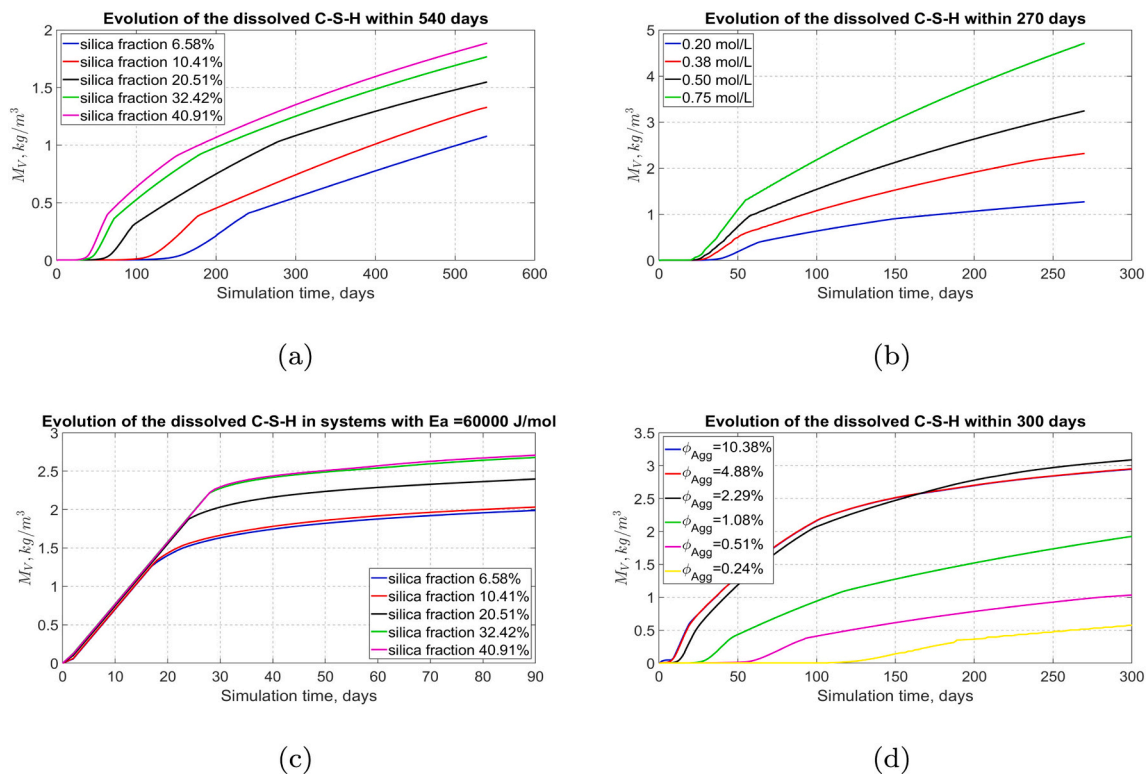 Evolution of the dissolved C-S-H within 540 days
2
1.5
1
0.5
0
M_V, kg/m^3
silica fraction 6.58%
silica fraction 10.41%
silica fraction 20.51%
silica fraction 32.42%
silica fraction 40.91%
0 100 200 300 400 500 600
Simulation time, days
(a)
Evolution of the dissolved C-S-H within 270 days
5
4
3
2
1
0
M_V, kg/m^3
0.20 mol/L
0.38 mol/L
0.50 mol/L
0.75 mol/L
0 50 100 150 200 250 300
Simulation time, days
(b)
Evolution of the dissolved C-S-H in systems with Ea =60000 J/mol
3
2.5
2
1.5
1
0.5
0
M_V, kg/m^3
silica fraction 6.58%
silica fraction 10.41%
silica fraction 20.51%
silica fraction 32.42%
silica fraction 40.91%
0 10 20 30 40 50 60 70 80 90
Simulation time, days
(c)
Evolution of the dissolved C-S-H within 300 days
3.5
3
2.5
2
1.5
1
0.5
0
M_V, kg/m^3
ϕ_Agg=10.38%
ϕ_Agg=4.88%
ϕ_Agg=2.29%
ϕ_Agg=1.08%
ϕ_Agg=0.51%
ϕ_Agg=0.24%
0 50 100 150 200 250 300
Simulation time, days
(d)